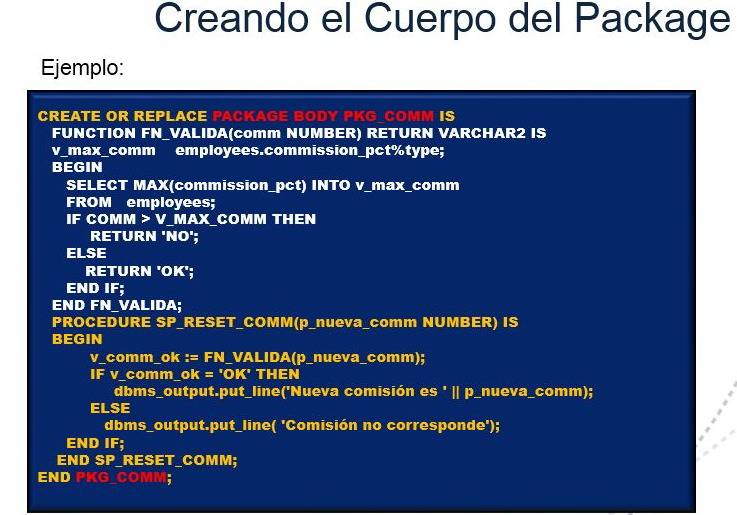 Creando el Cuerpo del Package
Ejemplo:
CREATE OR REPLACE PACKAGE BODY PKG_COMM IS
FUNCTION FN_VALIDA(comm NUMBER) RETURN VARCHAR2 IS
v_max_comm employees.commission_pct%type;
BEGIN
SELECT MAX(commission_pct) INTO v_max_comm
FROM employees;
IF COMM > V_MAX_COMM THEN
RETURN 'NO';
ELSE
RETURN 'OK';
END IF;
END FN_VALIDA;
PROCEDURE SP_RESET_COMM(p_nueva_comm NUMBER) IS
BEGIN
v_comm_ok := FN_VALIDA(p_nueva_comm);
IF v_comm_ok = 'OK' THEN
dbms_output.put_line('Nueva comisión es ' || p_nueva_comm);
ELSE
dbms_output.put_line( 'Comisión no corresponde');
END IF;
END SP_RESET_COMM;
END PKG_COMM;